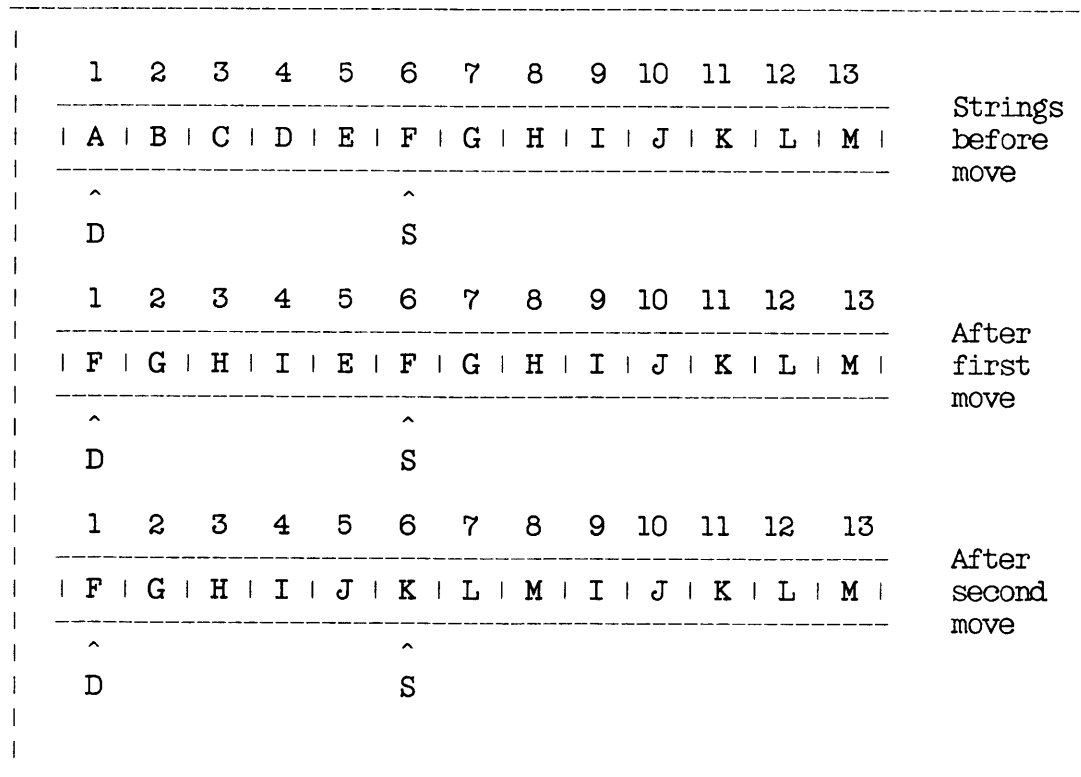 1 2 3 4 5 6 7 8 9 10 11 12 13
| A | B | C | D | E | F | G | H | I | J | K | L | M |
Strings
before
move
^ ^
D S
1 2 3 4 5 6 7 8 9 10 11 12 13
| F | G | H | I | E | F | G | H | I | J | K | L | M |
After
first
move
^ ^
D S
1 2 3 4 5 6 7 8 9 10 11 12 13
| F | G | H | I | J | K | L | M | I | J | K | L | M |
After
second
move
^ ^
D S